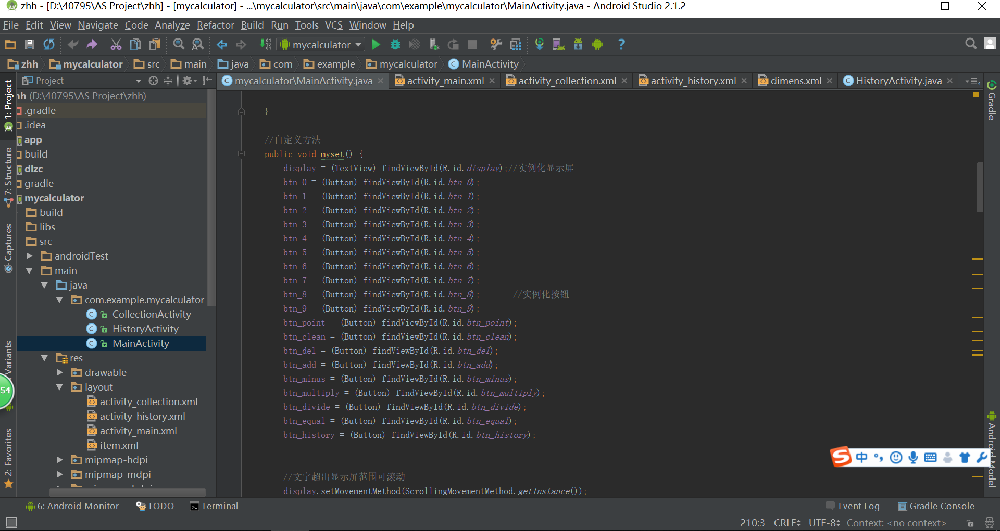 zhh - [D:\40795\AS Project\zhh] - [mycalculator] - ...\mycalculator\src\main\java\com\example\mycalculator\MainActivity.java - Android Studio 2.1.2
File Edit View Navigate Code Analyze Refactor Build Run Tools VCS Window Help
mycalculator
zhh mycalculator src main java com example mycalculator MainActivity
Project
mycalculator\MainActivity.java activity_main.xml activity_collection.xml activity_history.xml dimens.xml HistoryActivity.java
1: Project
7: Structure
Captures
Variants
2: Favorites
54
hh (D:\40795\AS Project\zhh)
.gradle
.idea
app
build
dlzc
gradle
mycalculator
build
libs
src
androidTest
main
java
com.example.mycalculator
CollectionActivity
HistoryActivity
MainActivity
res
drawable
layout
activity_collection.xml
activity_history.xml
activity_main.xml
item.xml
mipmap-hdpi
mipmap-mdpi
}
//自定义方法
public void myset() {
display = (TextView) findViewById(R.id.display);//实例化显示屏
btn_0 = (Button) findViewById(R.id.btn_0);
btn_1 = (Button) findViewById(R.id.btn_1);
btn_2 = (Button) findViewById(R.id.btn_2);
btn_3 = (Button) findViewById(R.id.btn_3);
btn_4 = (Button) findViewById(R.id.btn_4);
btn_5 = (Button) findViewById(R.id.btn_5);
btn_6 = (Button) findViewById(R.id.btn_6);
btn_7 = (Button) findViewById(R.id.btn_7);
btn_8 = (Button) findViewById(R.id.btn_8); //实例化按钮
btn_9 = (Button) findViewById(R.id.btn_9);
btn_point = (Button) findViewById(R.id.btn_point);
btn_clean = (Button) findViewById(R.id.btn_clean);
btn_del = (Button) findViewById(R.id.btn_del);
btn_add = (Button) findViewById(R.id.btn_add);
btn_minus = (Button) findViewById(R.id.btn_minus);
btn_multiply = (Button) findViewById(R.id.btn_multiply);
btn_divide = (Button) findViewById(R.id.btn_divide);
btn_equal = (Button) findViewById(R.id.btn_equal);
btn_history = (Button) findViewById(R.id.btn_history);
//文字超出显示屏范围可滚动
display.setMovementMethod(ScrollingMovementMethod.getInstance());
Gradle
Android Model
中
6: Android Monitor TODO Terminal Event Log Gradle Console
210:3 CRLF UTF-8 Context: <no context>